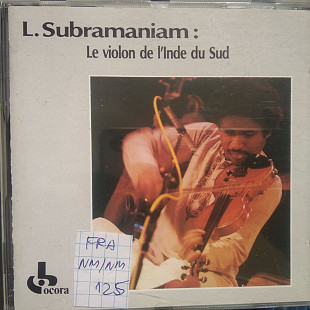 L. Subramaniam :
Le violon de l'Inde du Sud
FRA
NM/NM
125
ocora